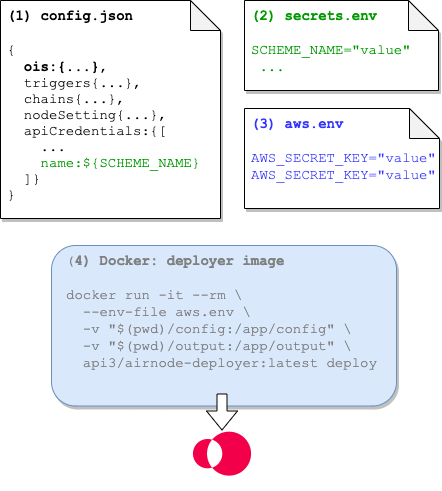 (1) config.json
{
ois:{...},
triggers{...},
chains{...},
nodeSetting{...},
apiCredentials:{[
...
name:${SCHEME_NAME}
]}
}
(2) secrets.env
SCHEME_NAME="value"
...
(3) aws.env
AWS_SECRET_KEY="value"
AWS_SECRET_KEY="value"
(4) Docker: deployer image
docker run -it --rm \
--env-file aws.env \
-v "$(pwd)/config:/app/config" \
-v "$(pwd)/output:/app/output" \
api3/airnode-deployer:latest deploy